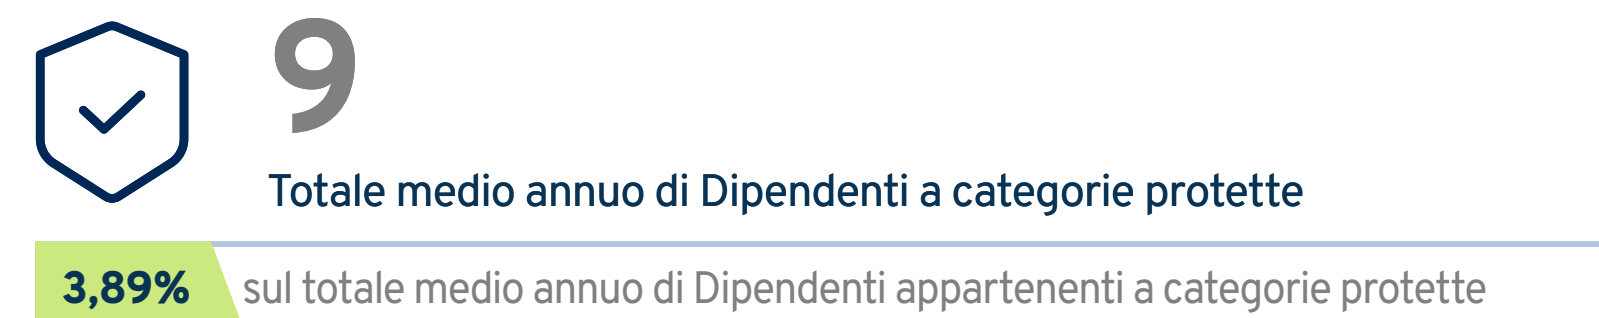 9
Totale medio annuo di Dipendenti a categorie protette
3,89% sul totale medio annuo di Dipendenti appartenenti a categorie protette